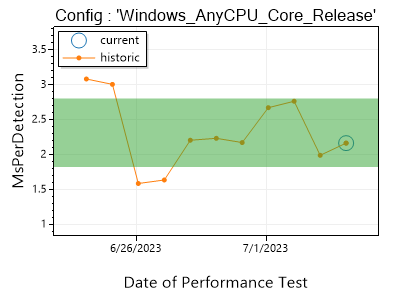 Config : 'Windows_AnyCPU_Core_Release'
current
historic
MsPerDetection
3.5
3
2.5
2
1.5
1
6/26/2023
7/1/2023
Date of Performance Test